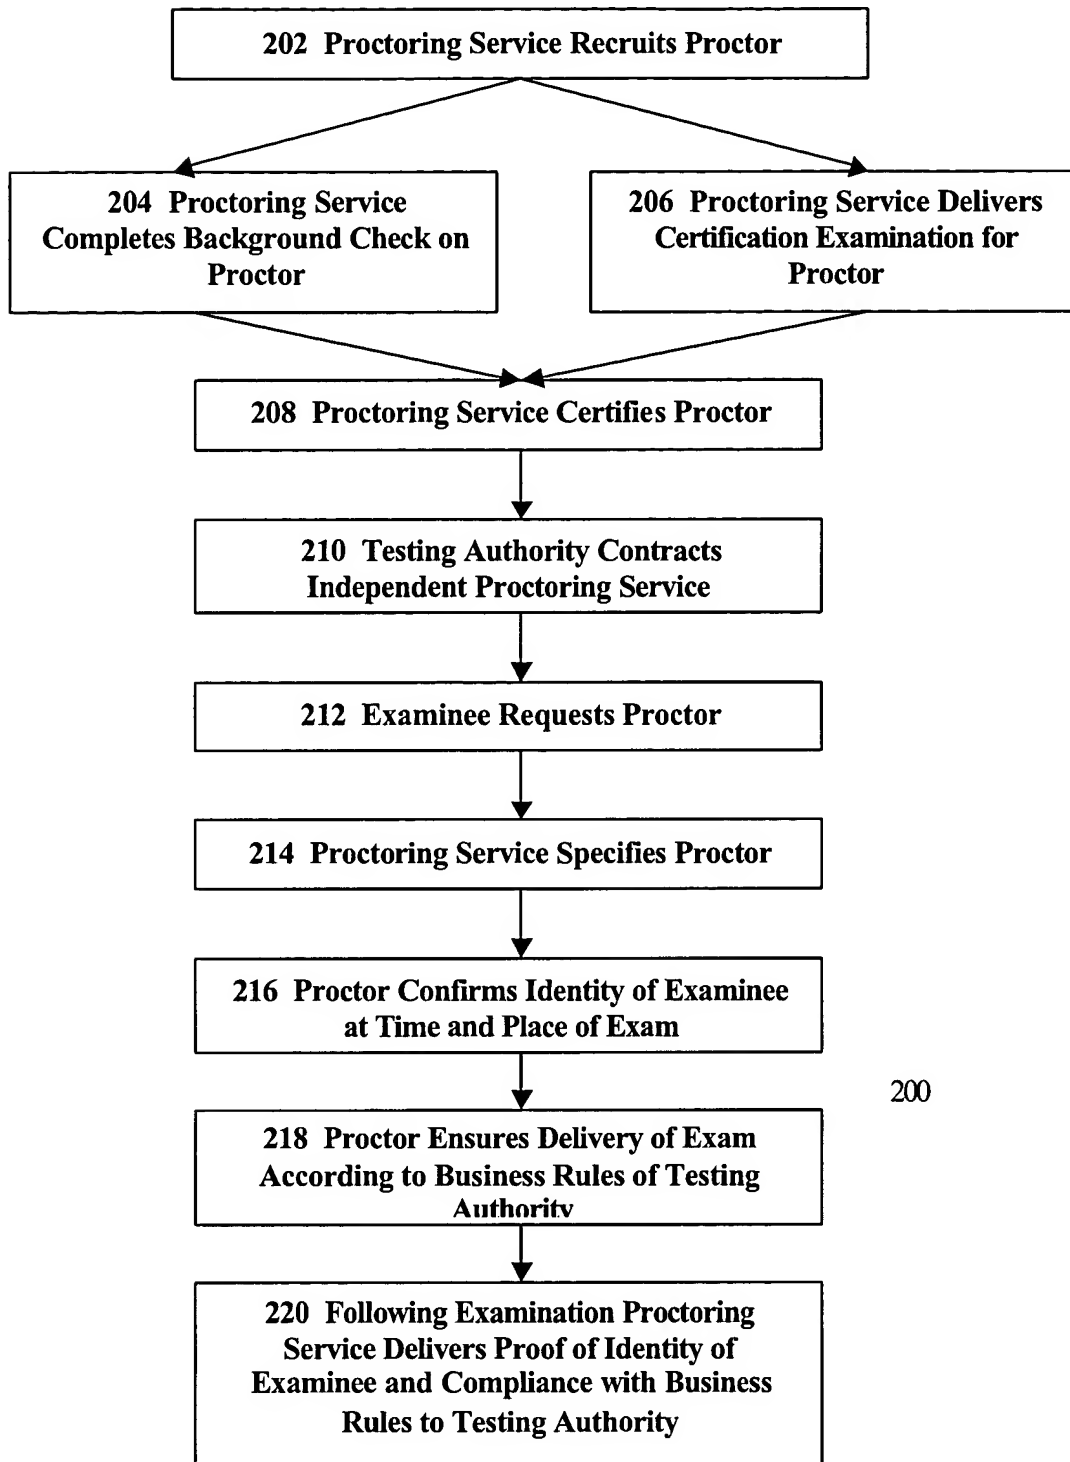 202 Proctoring Service Recruits Proctor
204 Proctoring Service
Completes Background Check on
Proctor
206 Proctoring Service Delivers
Certification Examination for
Proctor
208 Proctoring Service Certifies Proctor
210 Testing Authority Contracts
Independent Proctoring Service
212 Examinee Requests Proctor
214 Proctoring Service Specifies Proctor
216 Proctor Confirms Identity of Examinee
at Time and Place of Exam
200
218 Proctor Ensures Delivery of Exam
According to Business Rules of Testing
Authority
220 Following Examination Proctoring
Service Delivers Proof of Identity of
Examinee and Compliance with Business
Rules to Testing Authority